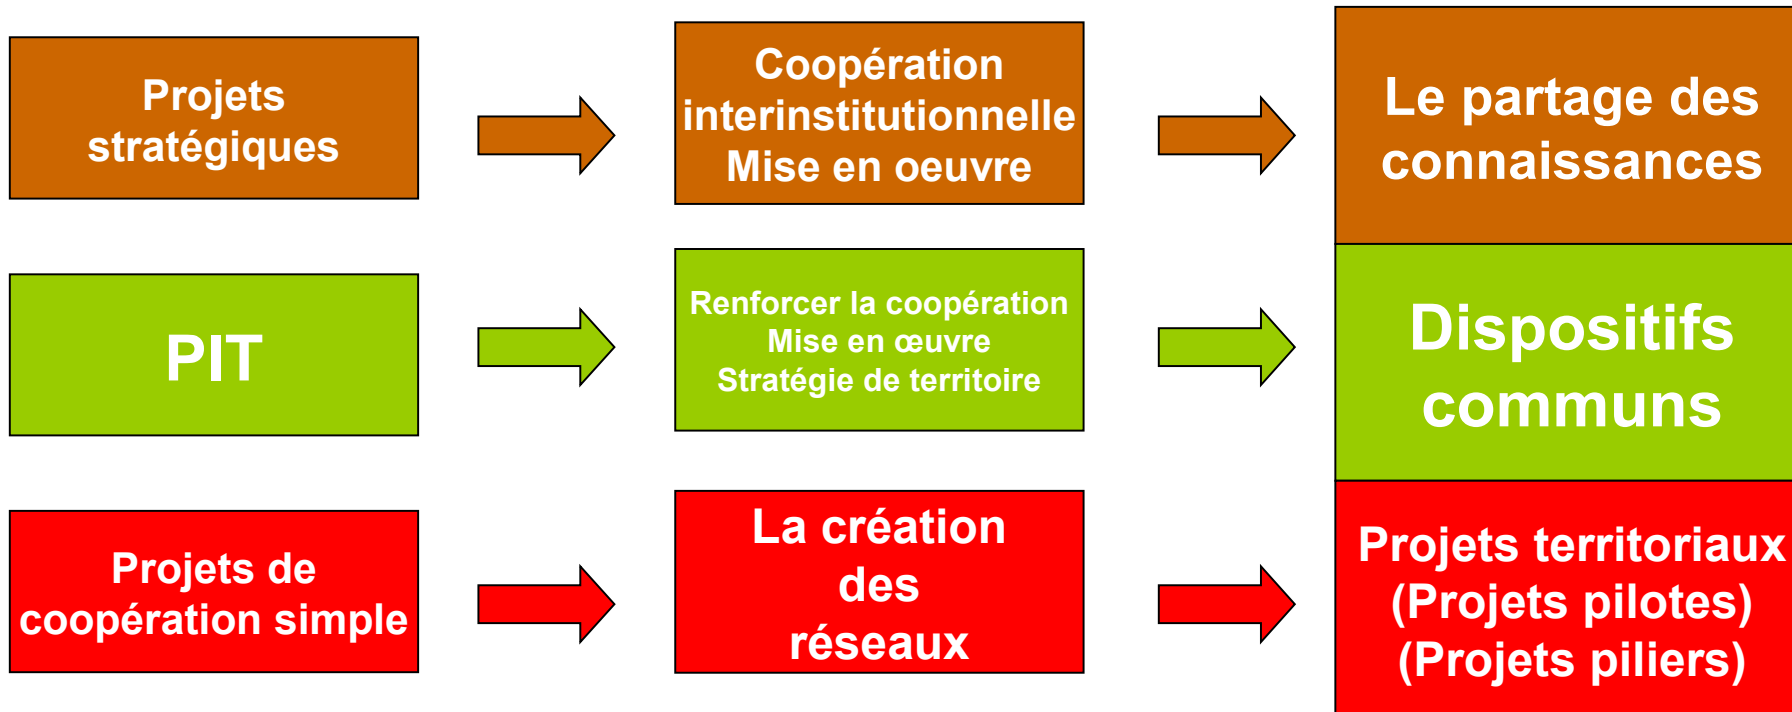 Projets
stratégiques
Coopération
interinstitutionnelle
Mise en oeuvre
Le partage des
connaissances
PIT
Renforcer la coopération
Mise en œuvre
Stratégie de territoire
Dispositifs
communs
Projets de
coopération simple
La création
des
réseaux
Projets territoriaux
(Projets pilotes)
(Projets piliers)